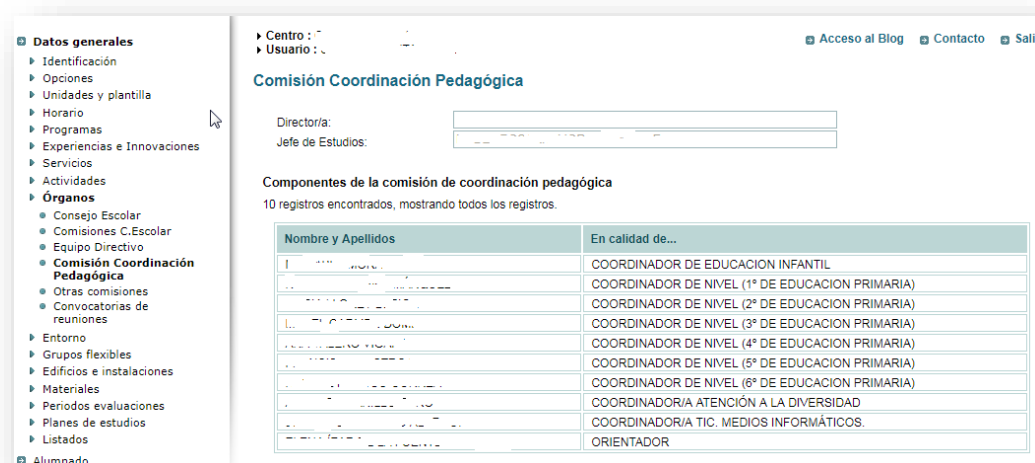 Datos generales
Identificación
Opciones
Unidades y plantilla
Horario
Programas
Experiencias e Innovaciones
Servicios
Actividades
Órganos
Consejo Escolar
Comisiones C.Escolar
Equipo Directivo
Comisión Coordinación
Pedagógica
Otras comisiones
Convocatorias de
reuniones
Entorno
Grupos flexibles
Edificios e instalaciones
Materiales
Periodos evaluaciones
Planes de estudios
Listados
Alumnado
Centro :
Usuario :
Acceso al Blog Contacto Sali
Comisión Coordinación Pedagógica
Director/a:
Jefe de Estudios:
Componentes de la comisión de coordinación pedagógica
10 registros encontrados, mostrando todos los registros.
Nombre y Apellidos En calidad de...
COORDINADOR DE EDUCACION INFANTIL
COORDINADOR DE NIVEL (1º DE EDUCACION PRIMARIA)
COORDINADOR DE NIVEL (2º DE EDUCACION PRIMARIA)
COORDINADOR DE NIVEL (3º DE EDUCACION PRIMARIA)
COORDINADOR DE NIVEL (4º DE EDUCACION PRIMARIA)
COORDINADOR DE NIVEL (5º DE EDUCACION PRIMARIA)
COORDINADOR DE NIVEL (6º DE EDUCACION PRIMARIA)
COORDINADOR/A ATENCIÓN A LA DIVERSIDAD
COORDINADOR/A TIC. MEDIOS INFORMÁTICOS.
ORIENTADOR